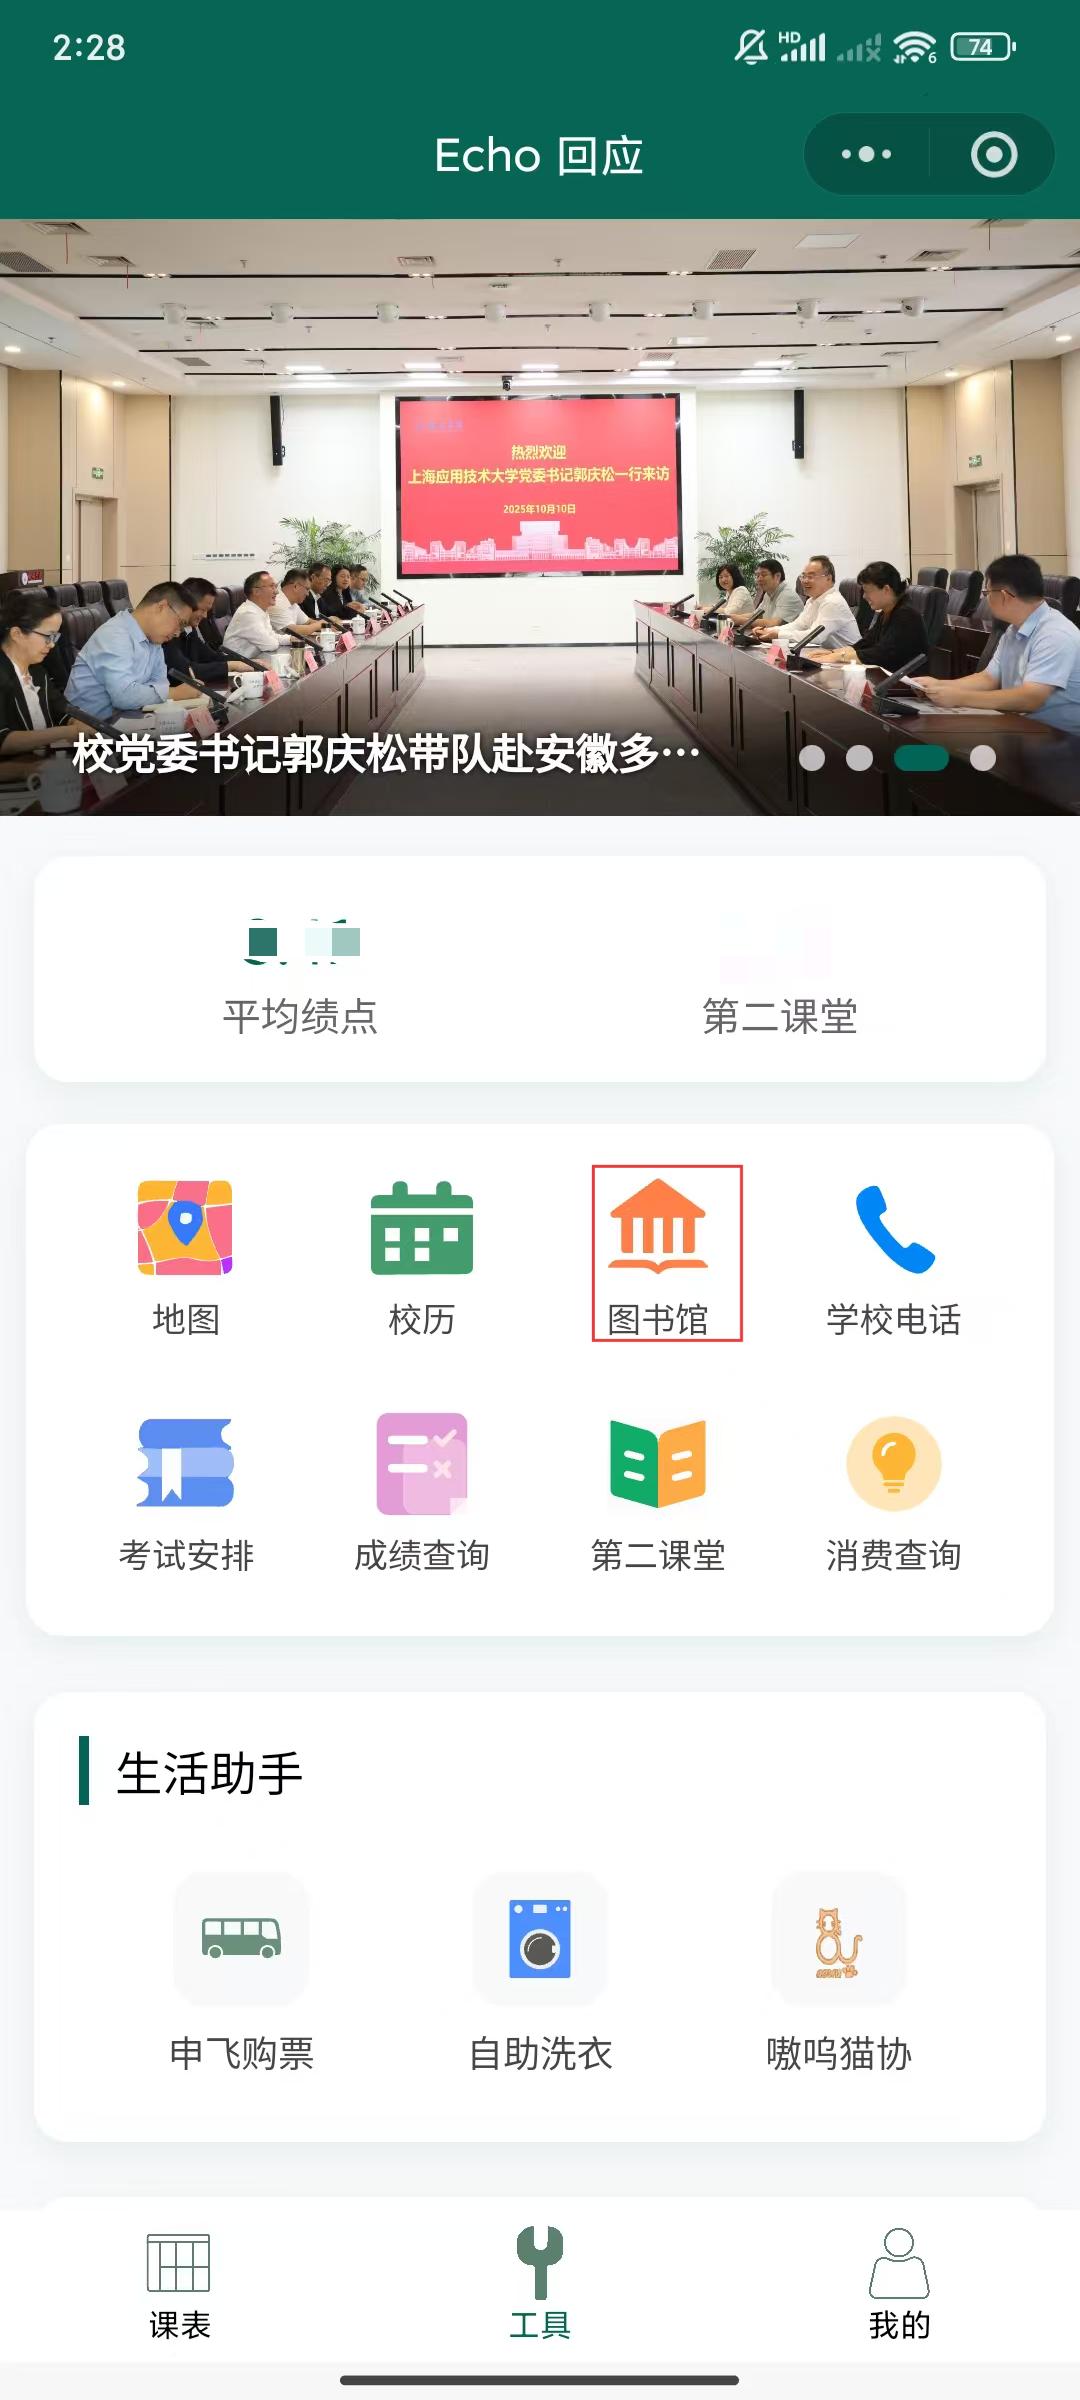 2:28
HD
6
74
Echo 回应
热烈欢迎
上海应用技术大学党委书记郭庆松一行来访
2025年10月10日
校党委书记郭庆松带队赴安徽多…
平均绩点
第二课堂
地图
校历
图书馆
学校电话
考试安排
成绩查询
第二课堂
消费查询
生活助手
申飞购票
自助洗衣
嗷呜猫协
课表
工具
我的